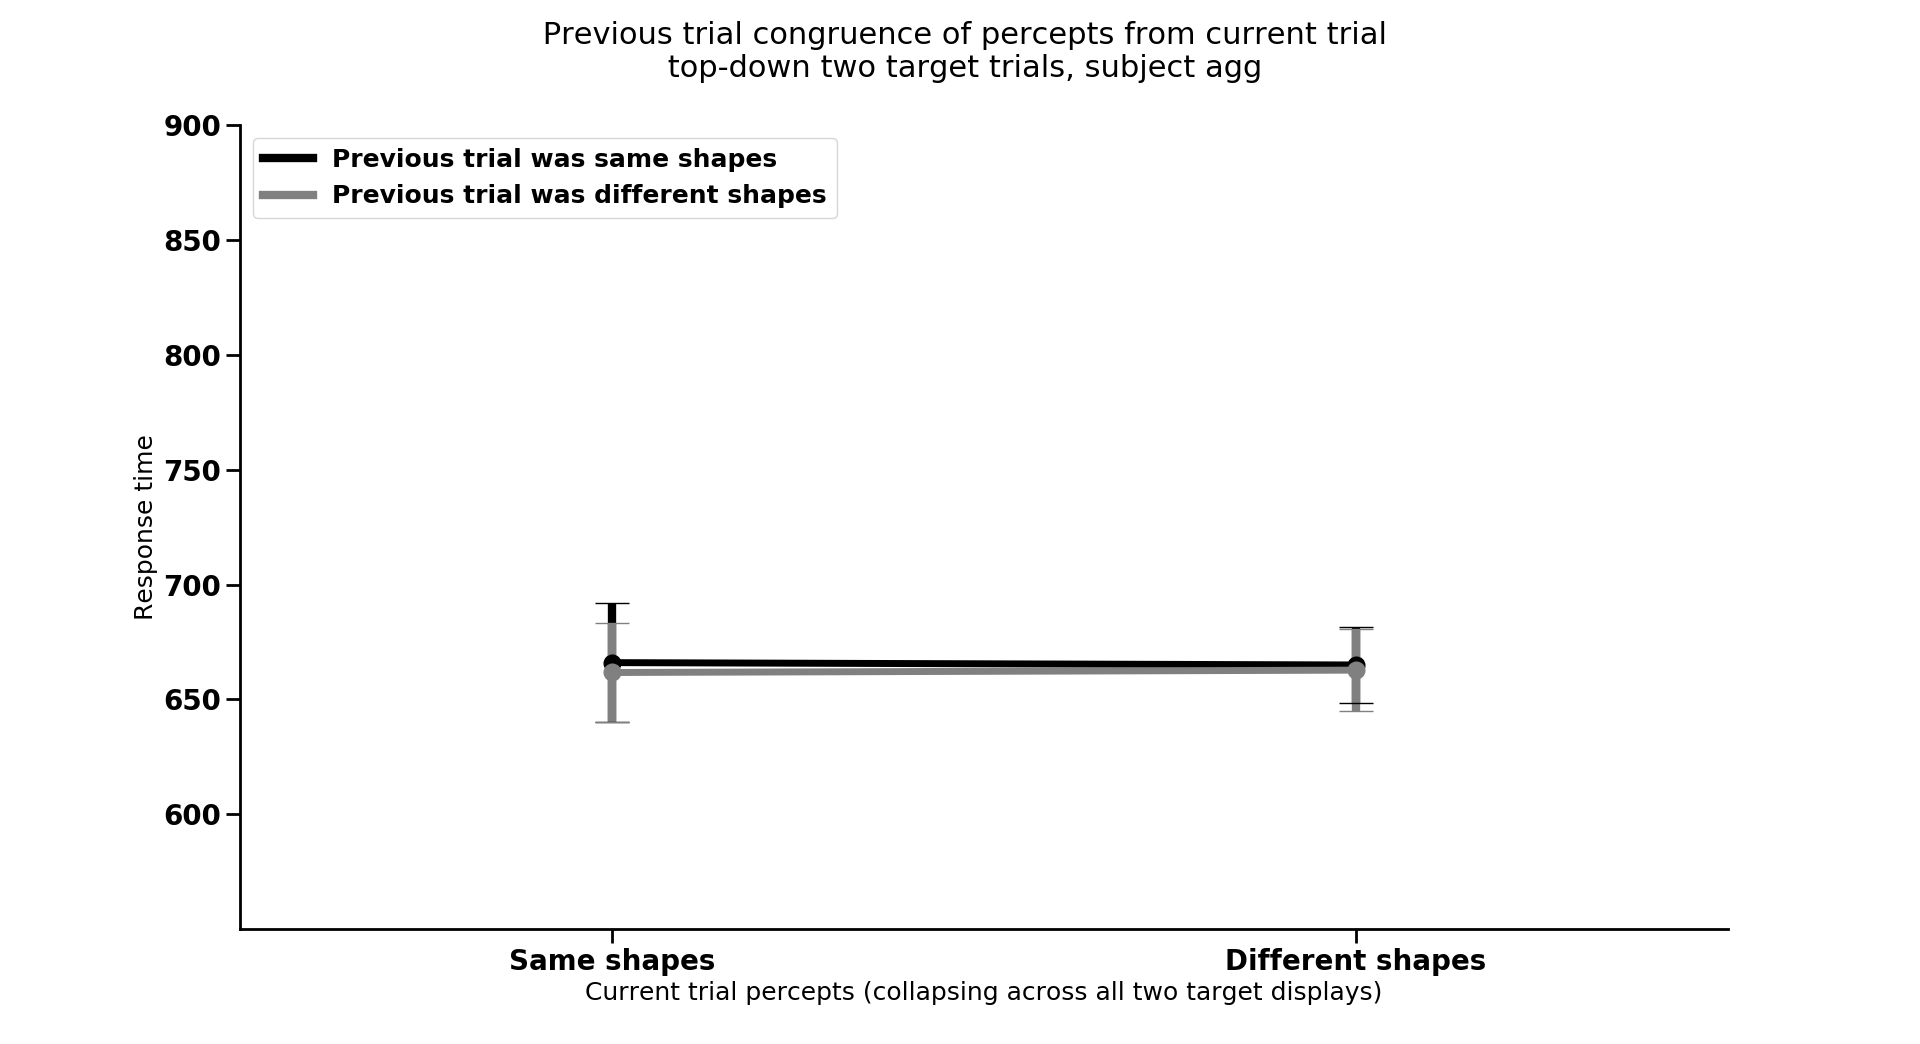 Previous trial congruence of percepts from current trial
top-down two target trials, subject agg
900
Previous trial was same shapes
Previous trial was different shapes
850
800
750
700
650
600
Response time
Same shapes
Different shapes
Current trial percepts (collapsing across all two target displays)